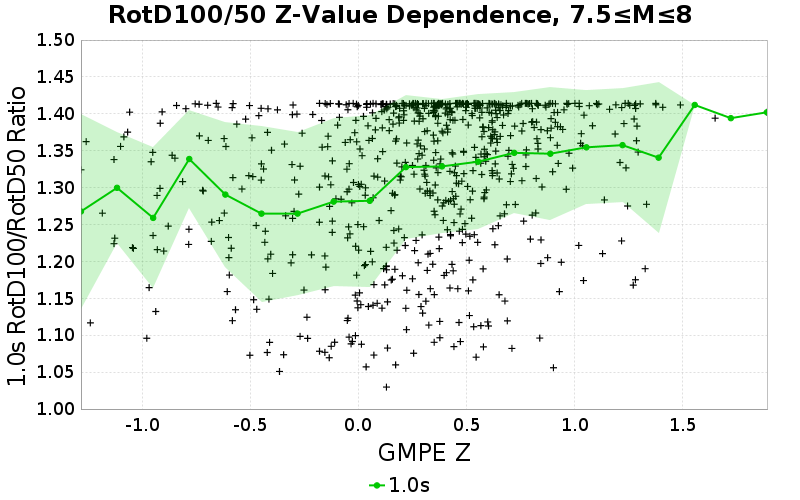 RotD100/50 Z-Value Dependence, 7.5≤M≤8
1.50
1.45
1.40
1.35
1.30
1.25
1.20
1.15
1.10
1.05
1.00
1.0s RotD100/RotD50 Ratio
-1.0 -0.5 0.0 0.5 1.0 1.5
GMPE Z
1.0s